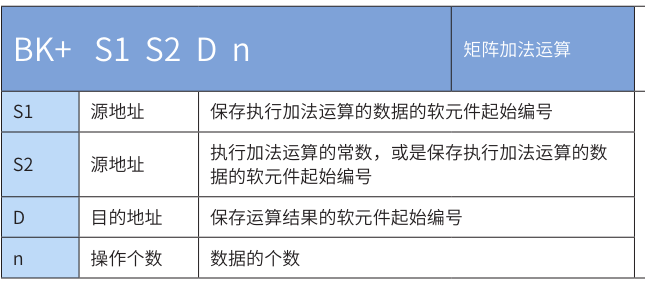 BK+ S1 S2 D n 矩阵加法运算
S1 源地址 保存执行加法运算的数据的软元件起始编号
S2 源地址 执行加法运算的常数，或是保存执行加法运算的数
据的软元件起始编号
D 目的地址 保存运算结果的软元件起始编号
n 操作个数 数据的个数